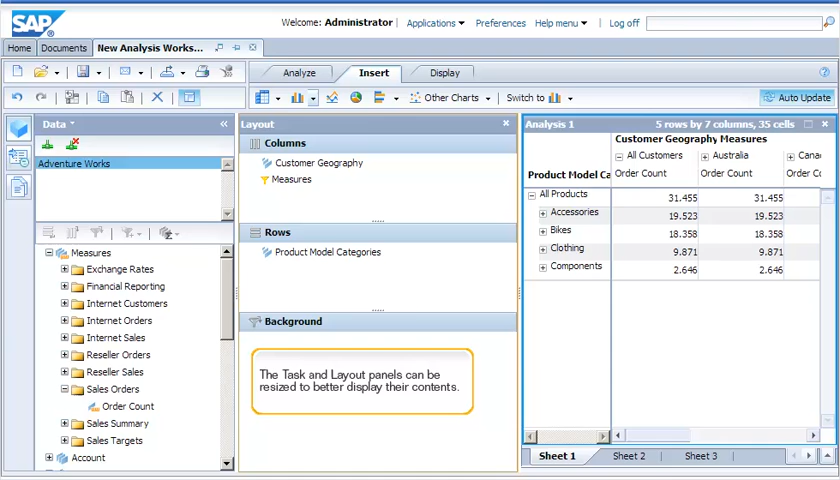 SAP
Welcome: Administrator Applications Preferences Help menu Log off
Home Documents New Analysis Works...
Analyze Insert Display
Other Charts Switch to Auto Update
Data
Adventure Works
Measures
Exchange Rates
Financial Reporting
Internet Customers
Internet Orders
Internet Sales
Reseller Orders
Reseller Sales
Sales Orders
Order Count
Sales Summary
Sales Targets
Account
Layout
Columns
Customer Geography
Measures
Rows
Product Model Categories
Background
The Task and Layout panels can be
resized to better display their contents.
Analysis 1 5 rows by 7 columns, 35 cells
Customer Geography Measures
All Customers Australia Canac
Product Model Ca Order Count Order Count Order Cc
All Products 31.455 31.455
Accessories 19.523 19.523
Bikes 18.358 18.358
Clothing 9.871 9.871
Components 2.646 2.646
Sheet 1 Sheet 2 Sheet 3